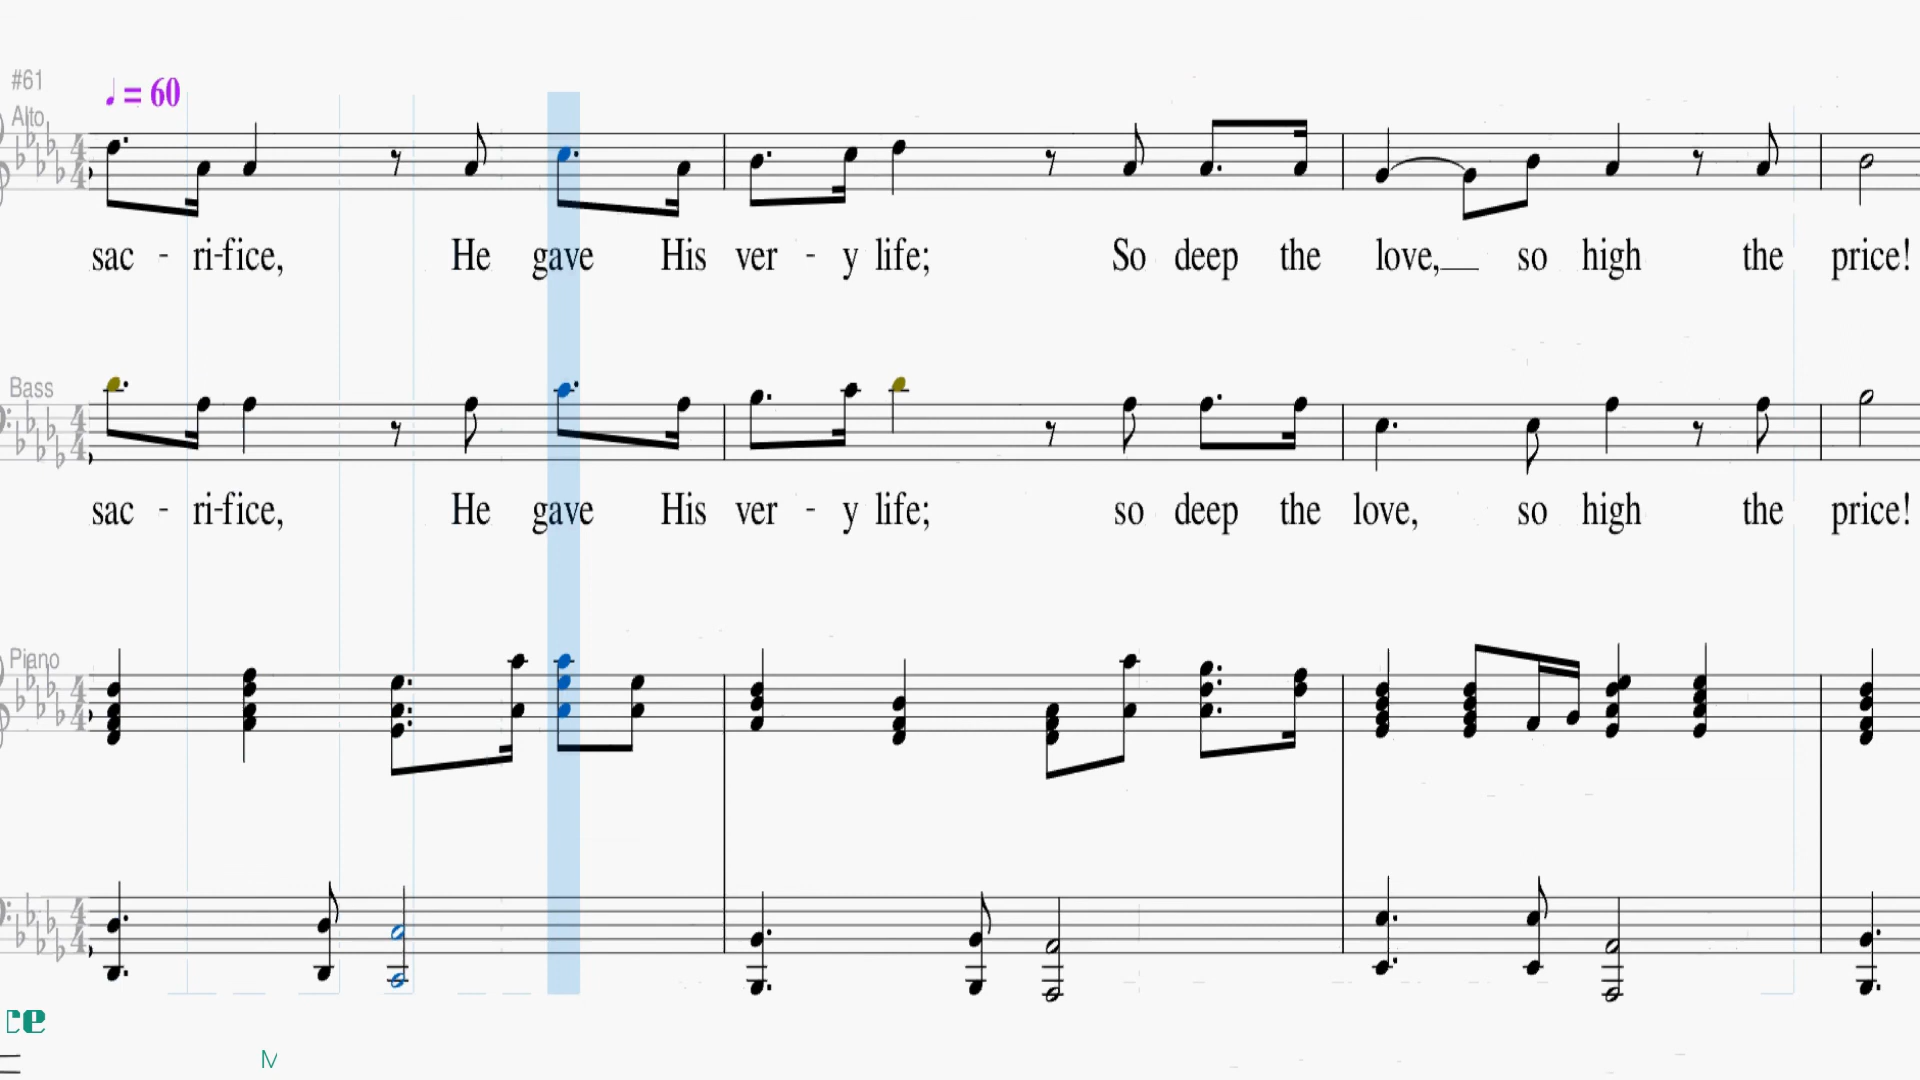 #61
♩ = 60
Alto
sac - ri-fice, He gave His ver - y life; So deep the love, so high the price!
Bass
sac - ri-fice, He gave His ver - y life; so deep the love, so high the price!
Piano